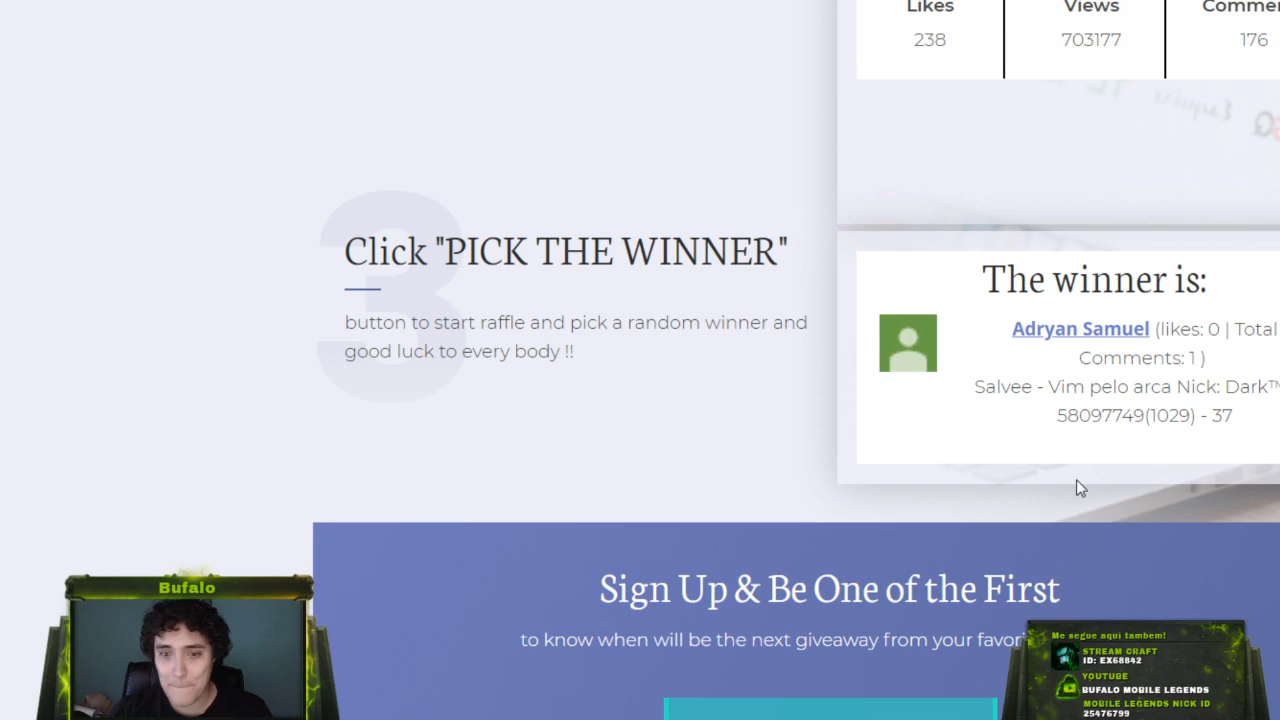 Likes
Views
238
703177
176
3
Click "PICK THE WINNER"
button to start raffle and pick a random winner and
good luck to every body !!
The winner is:
Adryan Samuel (likes: 0 | Total
Comments: 1 )
Salvee - Vim pelo arca Nick: Dark™
58097749(1029) - 37
Sign Up & Be One of the First
to know when will be the next giveaway from your
Bufalo
Me segue aqui tambem!
STREAM CRAFT
ID: EX68842
YOUTUBE
BUFALO MOBILE LEGENDS
MOBILE LEGENDS NICK ID
25476799